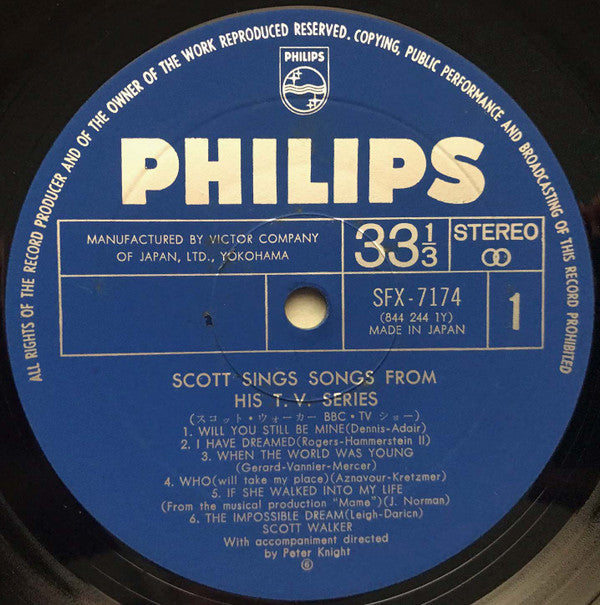 ALL RIGHTS OF THE RECORD PRODUCER AND OF THE OWNER OF THE WORK REPRODUCED RESERVED. COPYING, PUBLIC PERFORMANCE AND BROADCASTING OF THIS RECORD PROHIBITED
PHILIPS
PHILIPS
MANUFACTURED BY VICTOR COMPANY
OF JAPAN, LTD., YOKOHAMA
33 1/3
STEREO
SFX-7174
(844 244 1Y)
MADE IN JAPAN
1
SCOTT SINGS SONGS FROM
HIS T. V. SERIES
(スコット・ウォーカー BBC・TV ショー)
1. WILL YOU STILL BE MINE(Dennis-Adair)
2. I HAVE DREAMED(Rogers-Hammerstein II)
3. WHEN THE WORLD WAS YOUNG
(Gerard-Vannier-Mercer)
4. WHO(will take my place)(Aznavour-Kretzmer)
5. IF SHE WALKED INTO MY LIFE
(From the musical production "Mame")(J. Norman)
6. THE IMPOSSIBLE DREAM(Leigh-Daricn)
SCOTT WALKER
With accompaniment directed
by Peter Knight
⑥